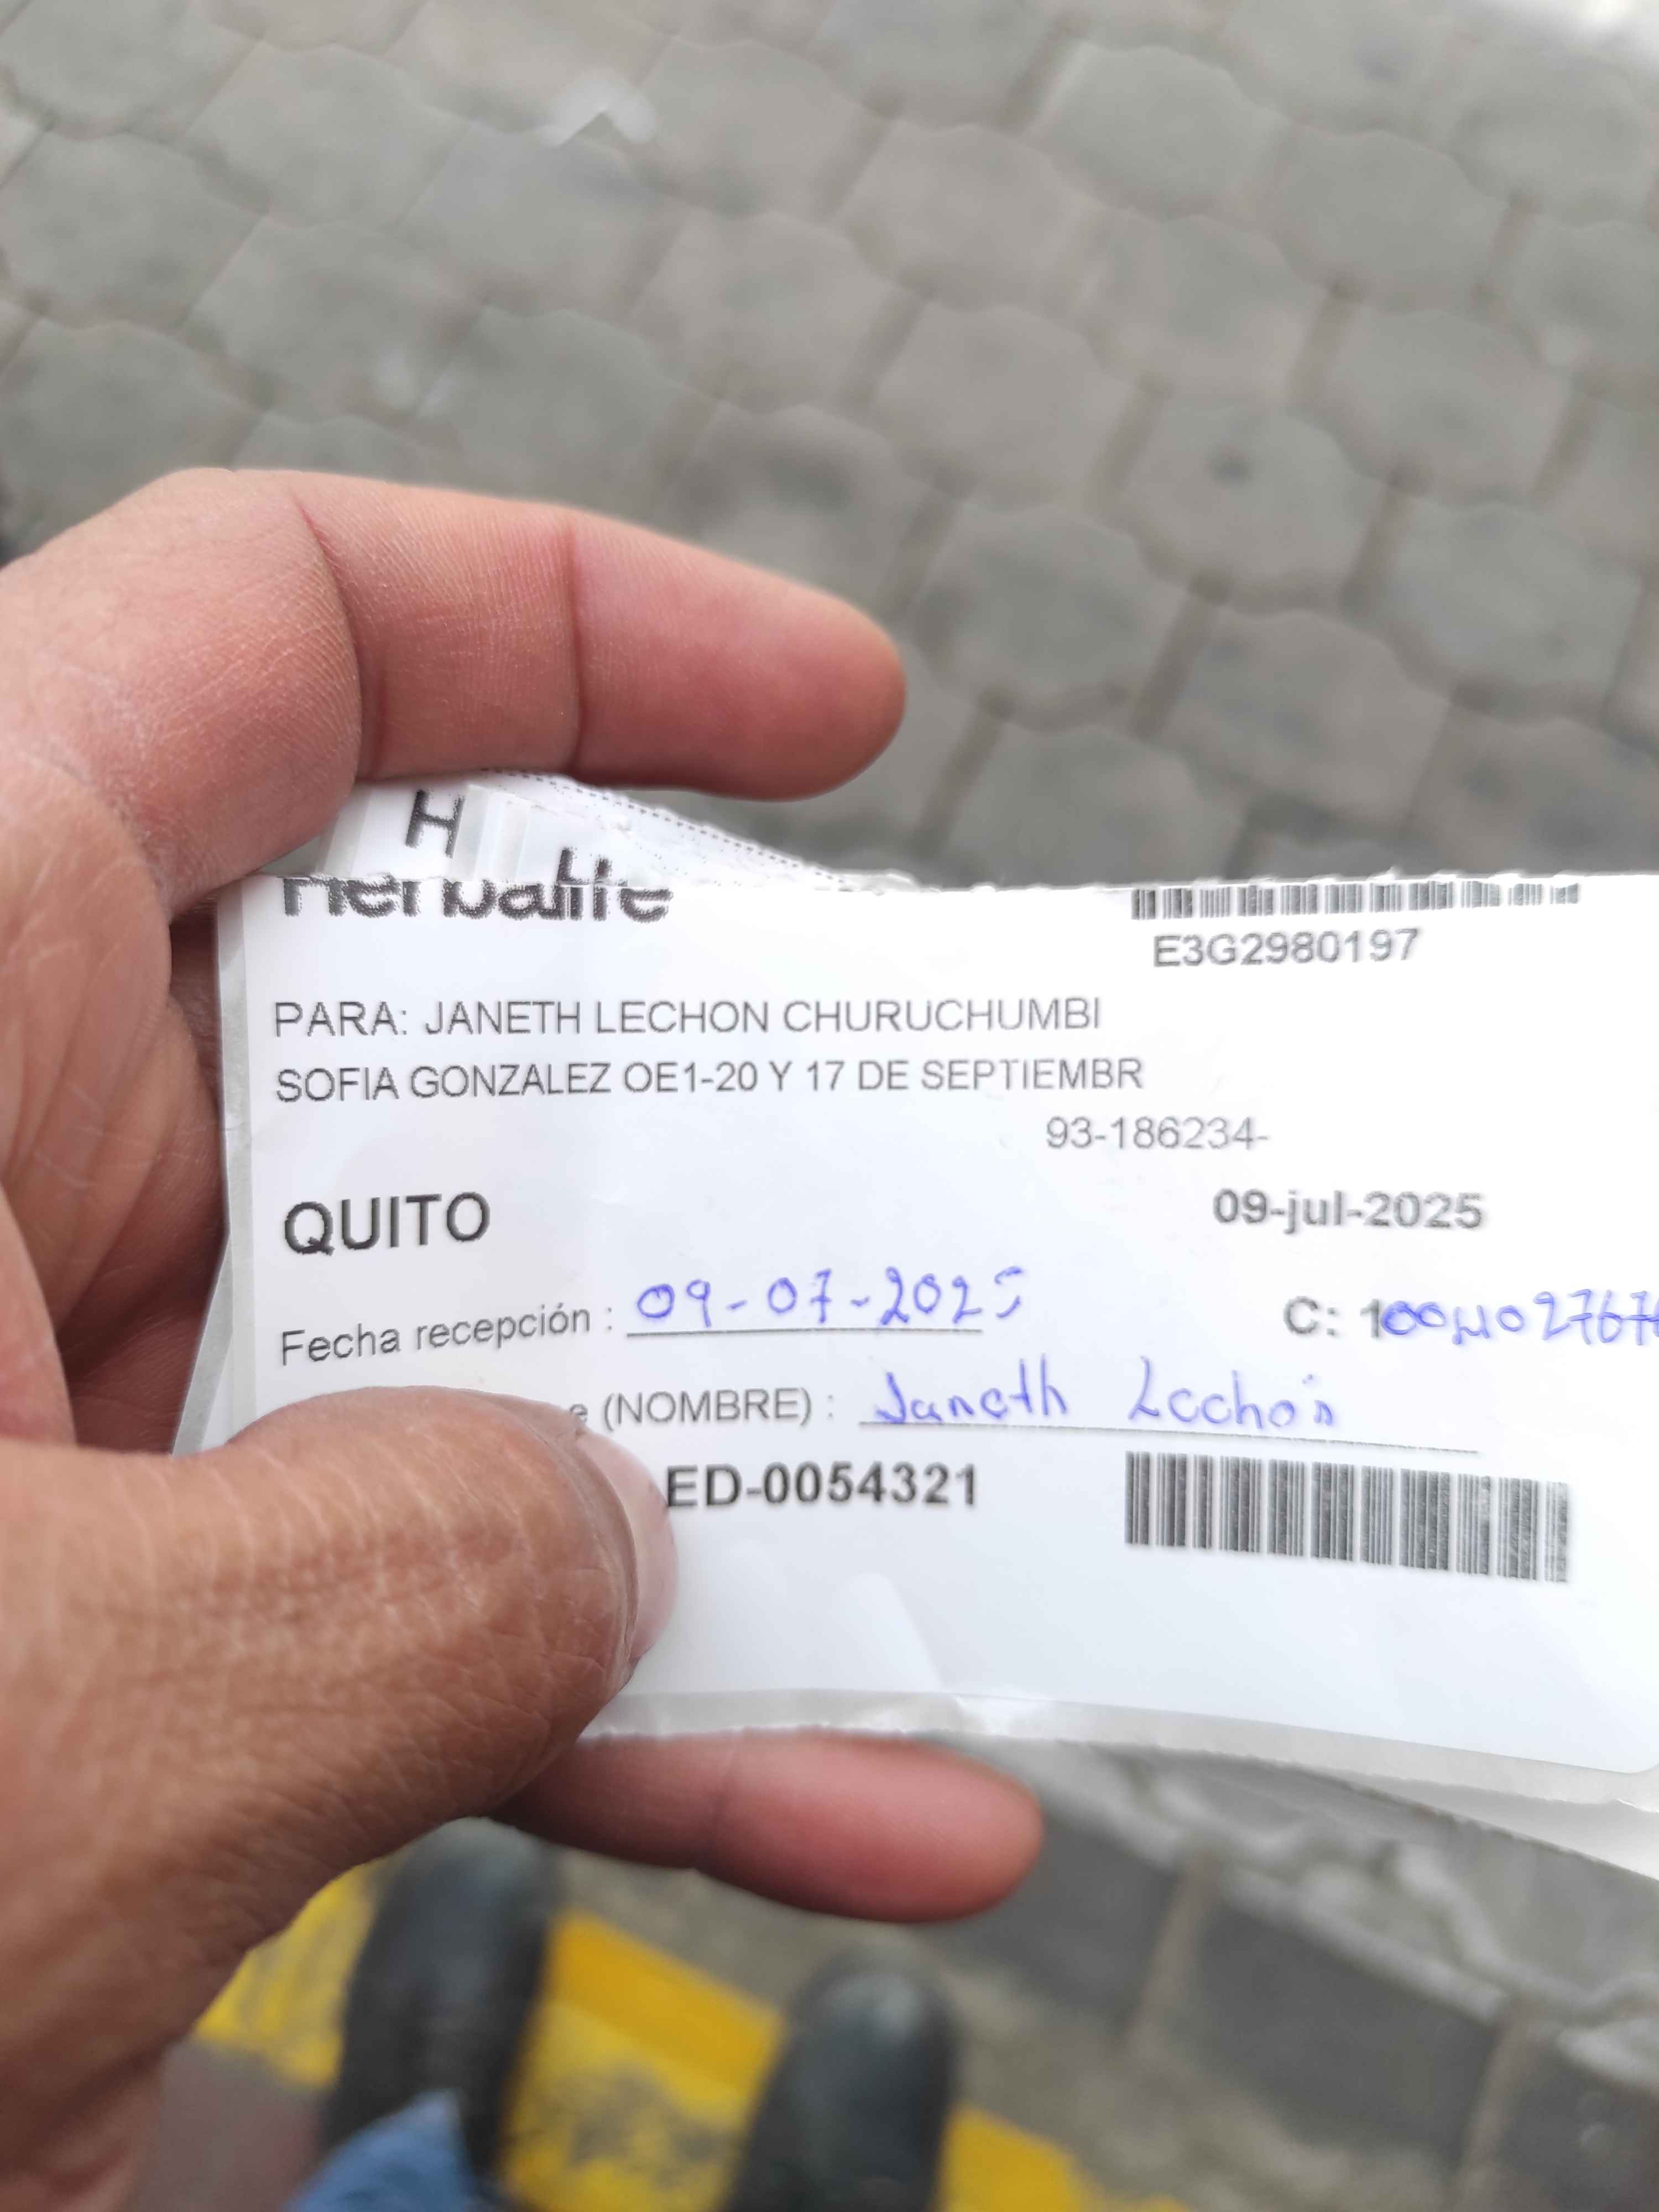 H
Herbalife
E3G2980197
PARA: JANETH LECHON CHURUCHUMBI
SOFIA GONZALEZ OE1-20 Y 17 DE SEPTIEMBR
93-186234-
QUITO
09-jul-2025
Fecha recepción : 09-07-2025
C: 1
e (NOMBRE) : Janeth Lechón
ED-0054321